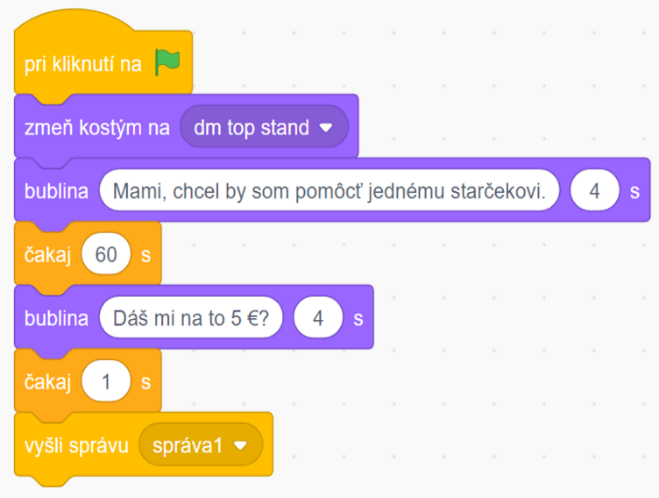 pri kliknutí na
zmeň kostým na dm top stand
bublina Mami, chcel by som pomôcť jednému starčekovi. 4 s
čakaj 60 s
bublina Dáš mi na to 5 €? 4 s
čakaj 1 s
vyšli správu správa1